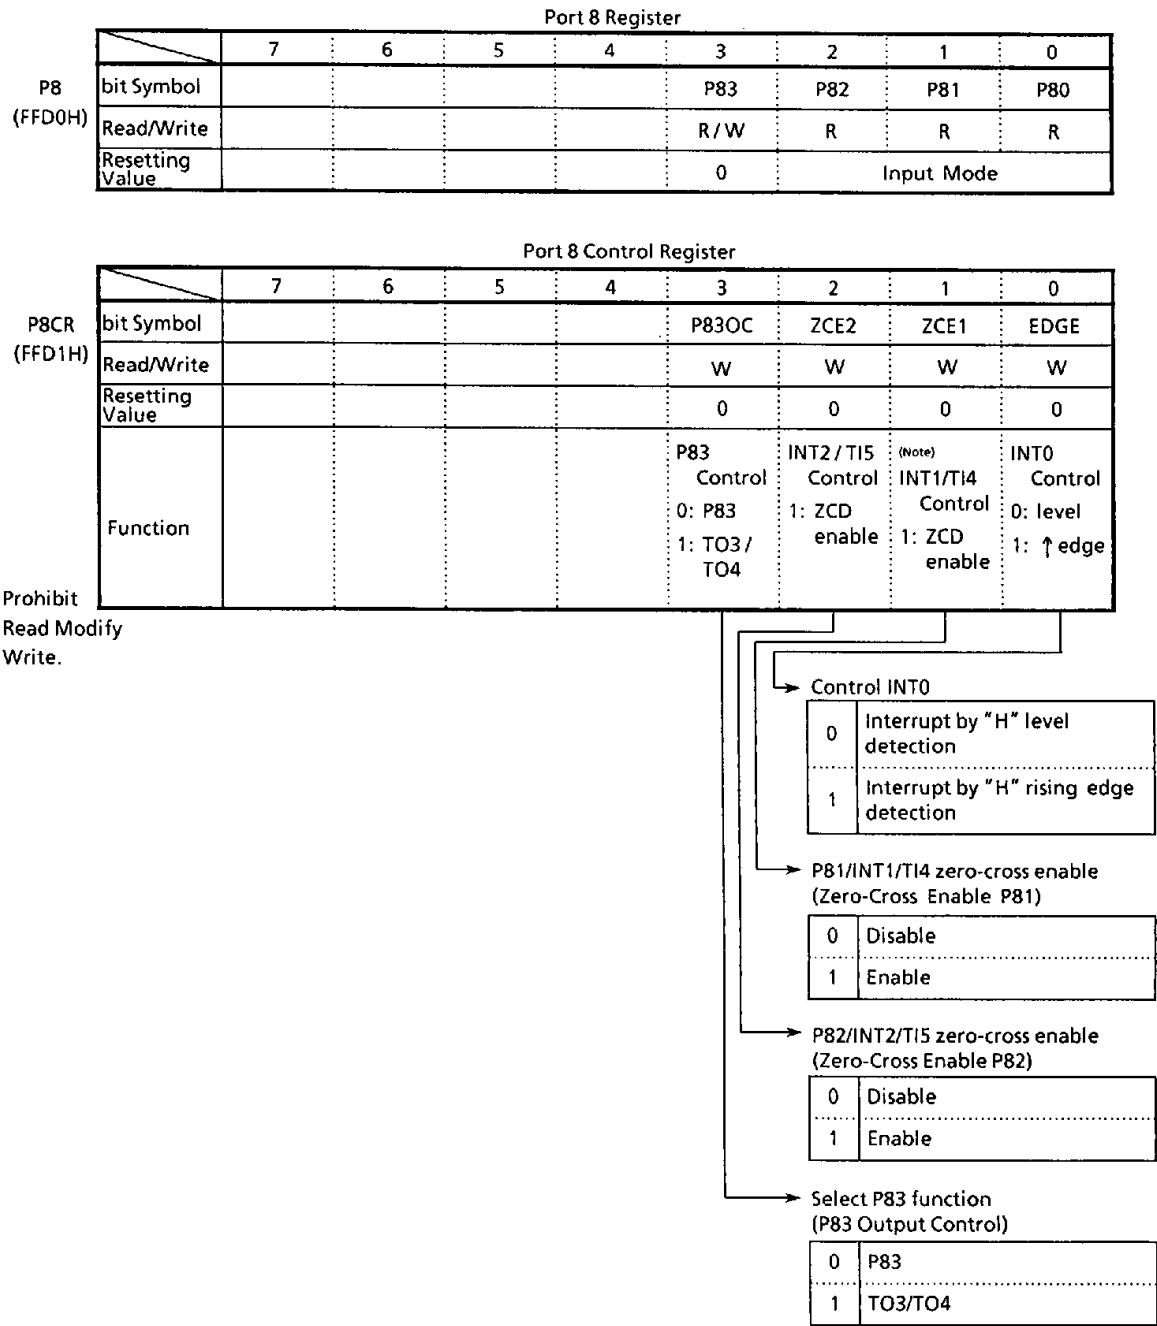 Port 8 Register
7 6 5 4 3 2 1 0
P8
(FFD0H)
bit Symbol P83 P82 P81 P80
Read/Write R/W R R R
Resetting
Value 0 Input Mode
Port 8 Control Register
7 6 5 4 3 2 1 0
P8CR
(FFD1H)
bit Symbol P83OC ZCE2 ZCE1 EDGE
Read/Write W W W W
Resetting
Value 0 0 0 0
Function
P83
Control
0: P83
1: TO3/
TO4
INT2/TI5
Control
1: ZCD
enable
(Note)
INT1/TI4
Control
1: ZCD
enable
INT0
Control
0: level
1: ↑ edge
Prohibit
Read Modify
Write.
Control INT0
0 Interrupt by "H" level
detection
1 Interrupt by "H" rising edge
detection
P81/INT1/TI4 zero-cross enable
(Zero-Cross Enable P81)
0 Disable
1 Enable
P82/INT2/TI5 zero-cross enable
(Zero-Cross Enable P82)
0 Disable
1 Enable
Select P83 function
(P83 Output Control)
0 P83
1 TO3/TO4